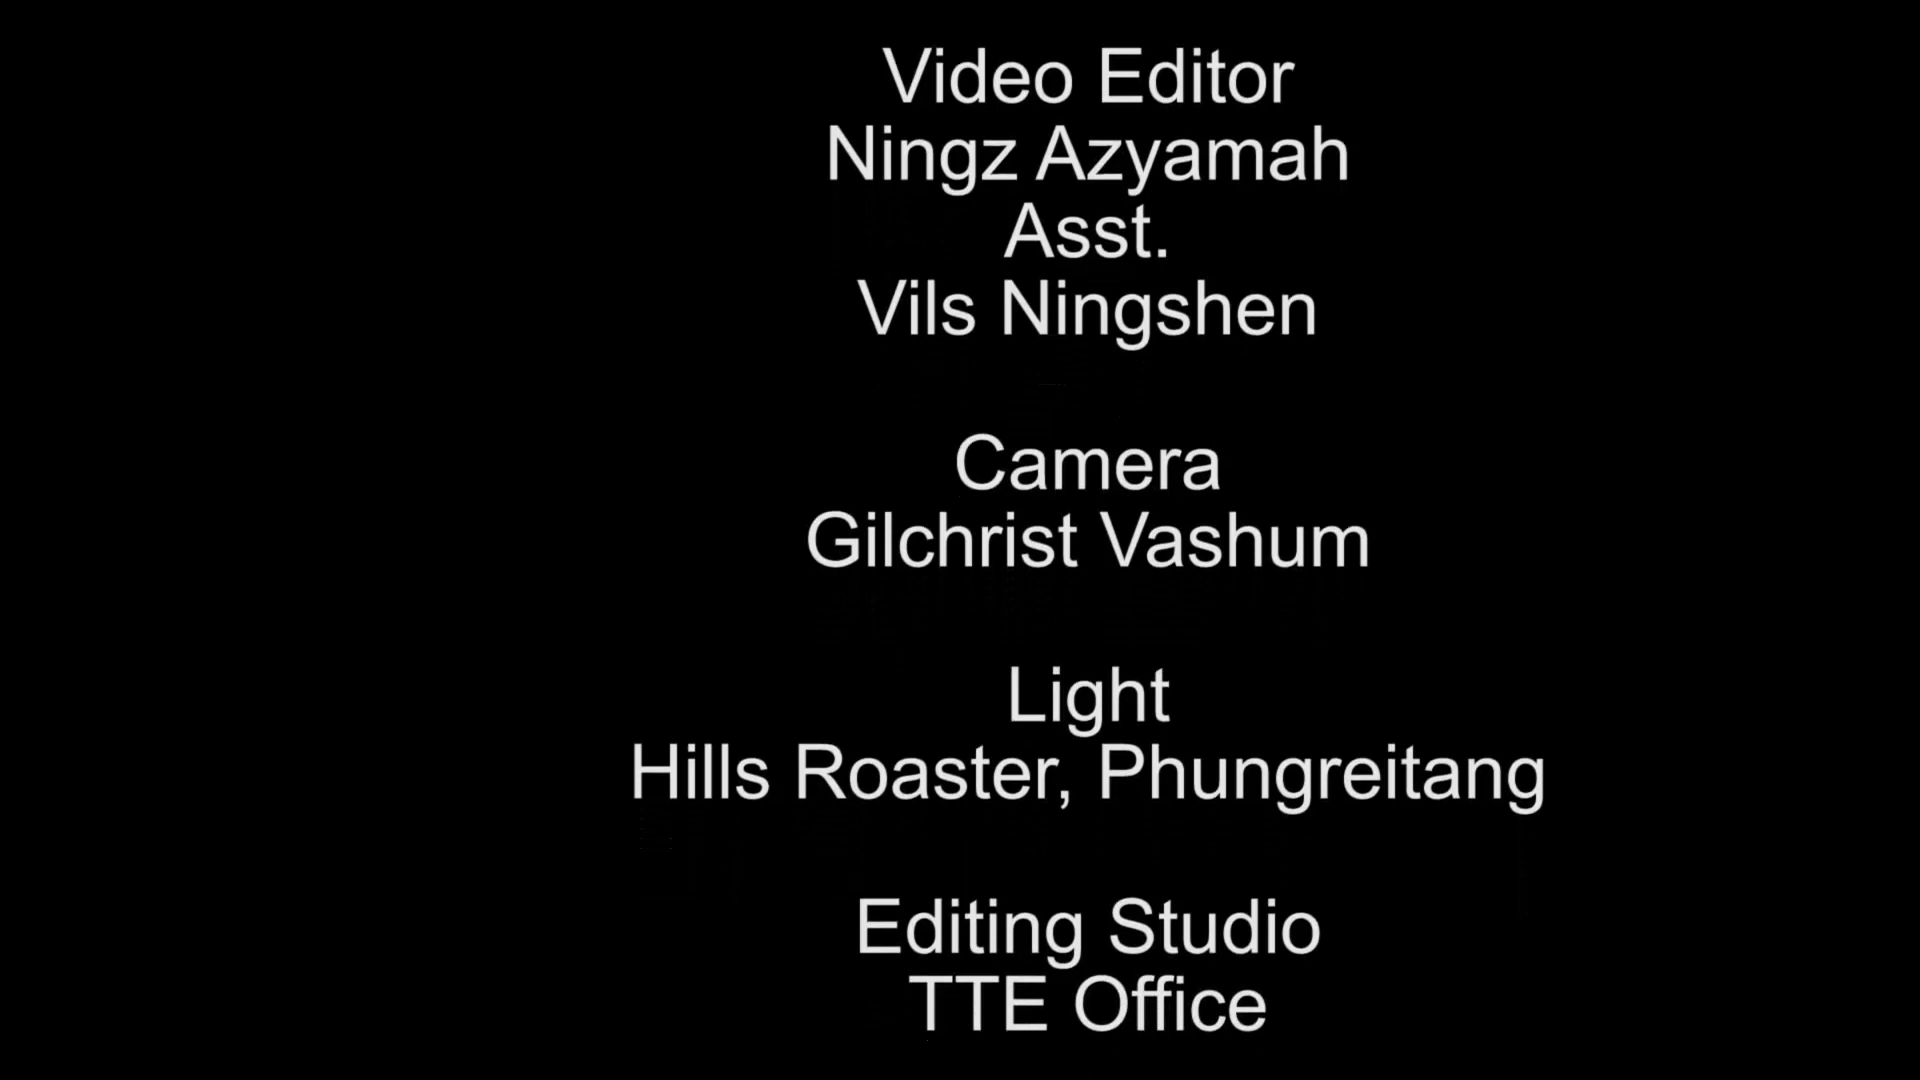 Video Editor
Ningz Azyamah
Asst.
Vils Ningshen
Camera
Gilchrist Vashum
Light
Hills Roaster, Phungreitang
Editing Studio
TTE Office